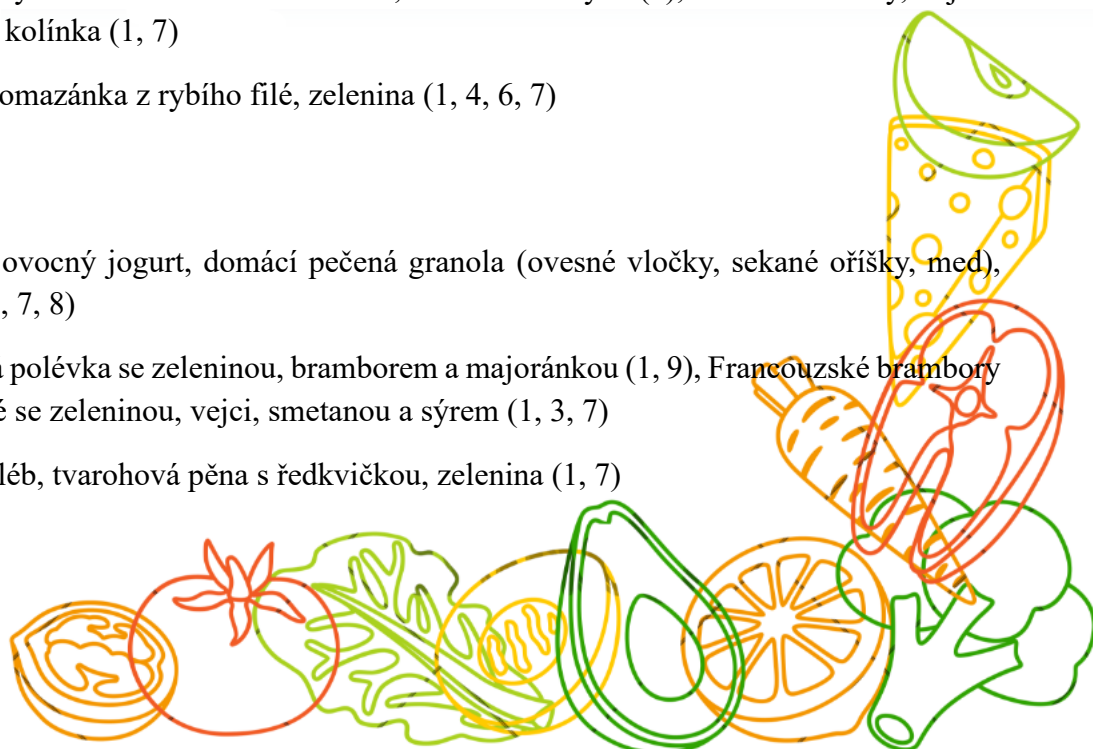 kolínka (1, 7)
omazánka z rybího filé, zelenina (1, 4, 6, 7)
ovocný jogurt, domácí pečená granola (ovesné vločky, sekané oříšky, med),
, 7, 8)
polévka se zeleninou, bramborem a majoránkou (1, 9), Francouzské brambory
se zeleninou, vejci, smetanou a sýrem (1, 3, 7)
léb, tvarohová pěna s ředkvičkou, zelenina (1, 7)